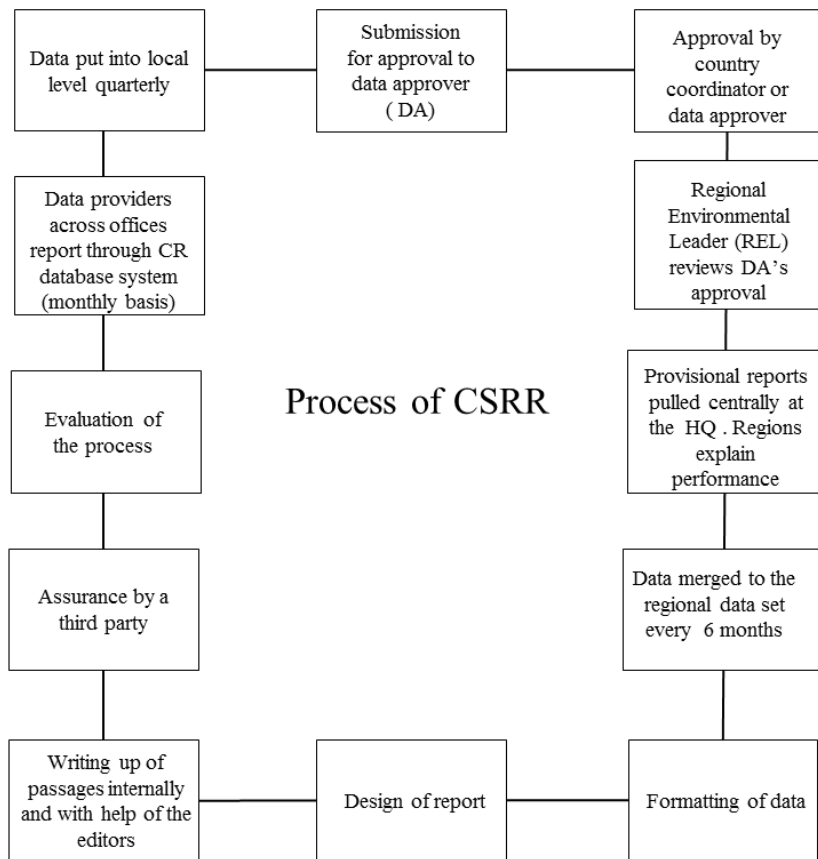 Data put into local
level quarterly
Submission
for approval to
data approver
( DA)
Approval by
country
coordinator or
data approver
Data providers
across offices
report through CR
database system
(monthly basis)
Regional
Environmental
Leader (REL)
reviews DA's
approval
Process of CSRR
Evaluation of
the process
Provisional reports
pulled centrally at
the HQ . Regions
explain
performance
Assurance by a
third party
Data merged to the
regional data set
every 6 months
Writing up of
passages internally
and with help of the
editors
Design of report
Formatting of data